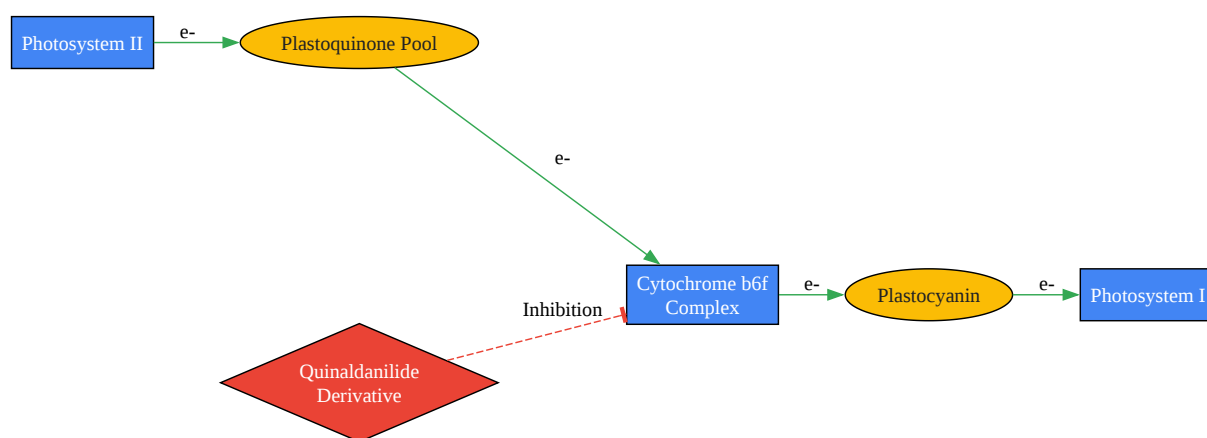 Photosystem II
e-
Plastoquinone Pool
e-
Cytochrome b6f
Complex
e-
Plastocyanin
e-
Photosystem I
Inhibition
Quinaldanilide
Derivative